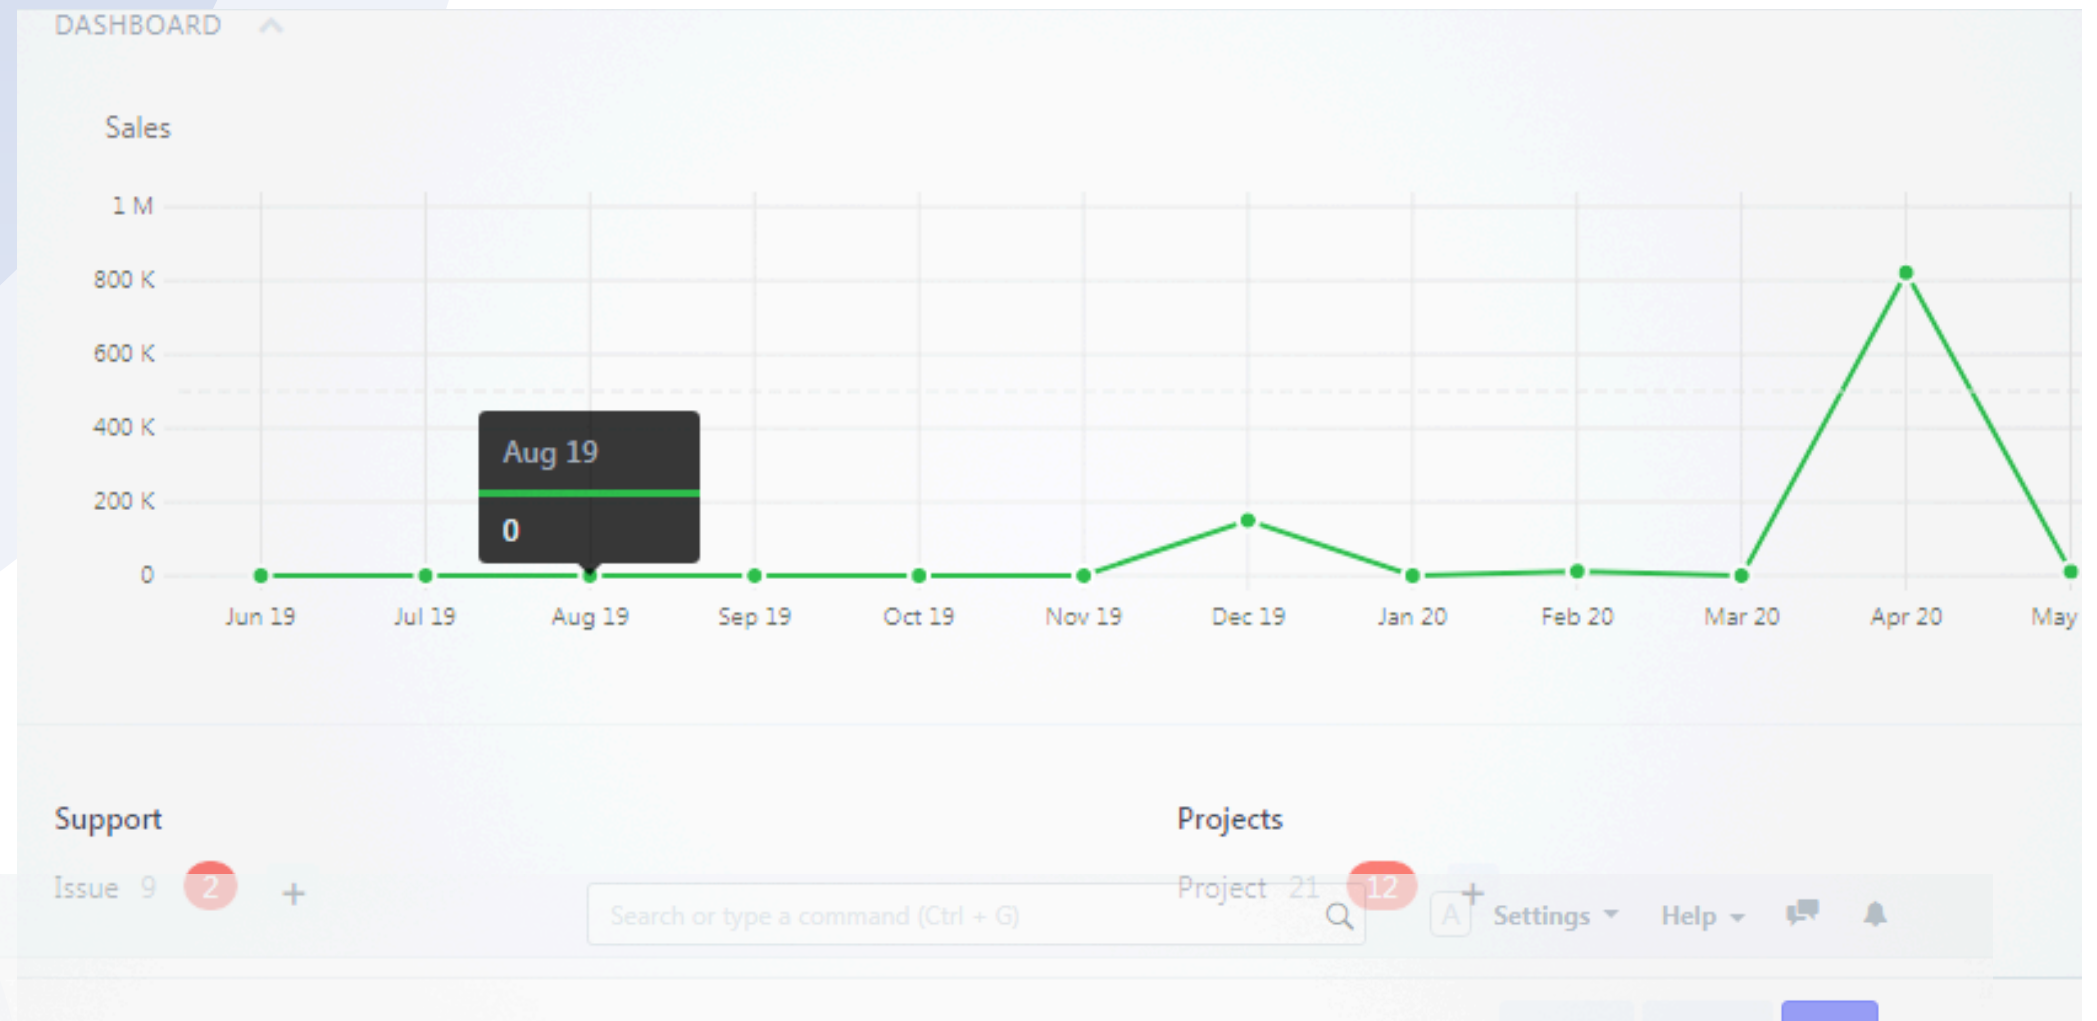 DASHBOARD
Sales
1 M
800 K
600 K
400 K
200 K
0
Aug 19
0
Jun 19 Jul 19 Aug 19 Sep 19 Oct 19 Nov 19 Dec 19 Jan 20 Feb 20 Mar 20 Apr 20 May
Support Projects
Issue 9 2 + Project 21 12 +
Search or type a command (Ctrl + G) A Settings Help